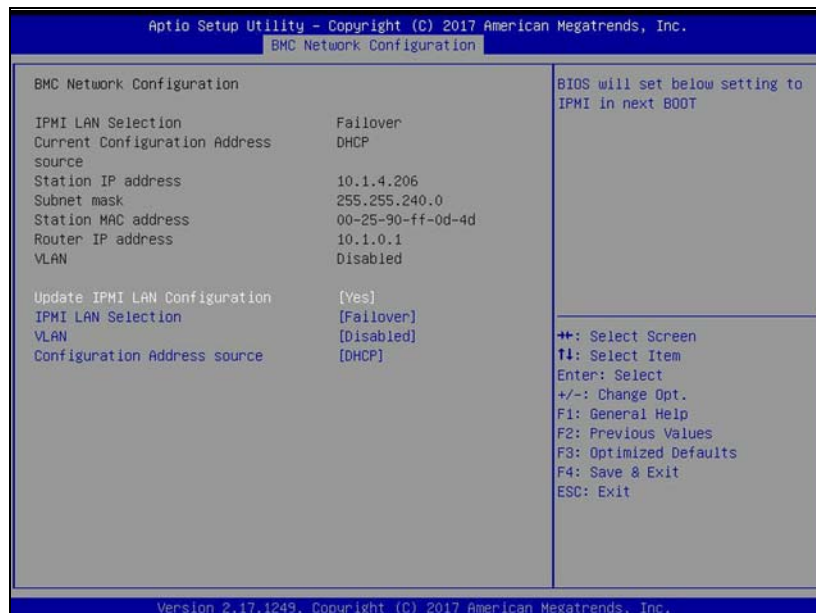 Aptio Setup Utility – Copyright (C) 2017 American Megatrends, Inc.
BMC Network Configuration
BMC Network Configuration
IPMI LAN Selection Failover
Current Configuration Address DHCP
source
Station IP address 10.1.4.206
Subnet mask 255.255.240.0
Station MAC address 00-25-90-ff-0d-4d
Router IP address 10.1.0.1
VLAN Disabled
Update IPMI LAN Configuration [Yes]
IPMI LAN Selection [Failover]
VLAN [Disabled]
Configuration Address source [DHCP]
BIOS will set below setting to
IPMI in next BOOT
→←: Select Screen
↑↓: Select Item
Enter: Select
+/-: Change Opt.
F1: General Help
F2: Previous Values
F3: Optimized Defaults
F4: Save & Exit
ESC: Exit
Version 2.17.1249. Copyright (C) 2017 American Megatrends, Inc.